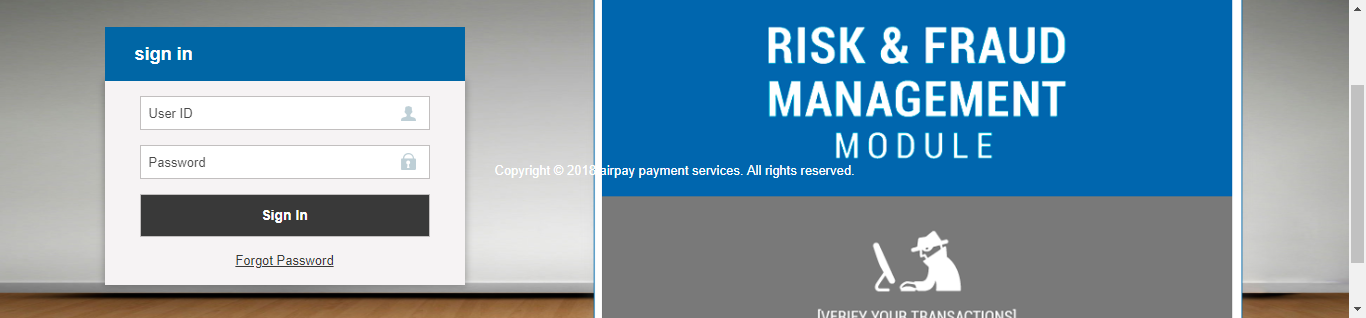 sign in
User ID
Password
Sign In
Forgot Password
RISK & FRAUD
MANAGEMENT
MODULE
Copyright © 2018 airpay payment services. All rights reserved.
[VERIFY YOUR TRANSACTIONS]